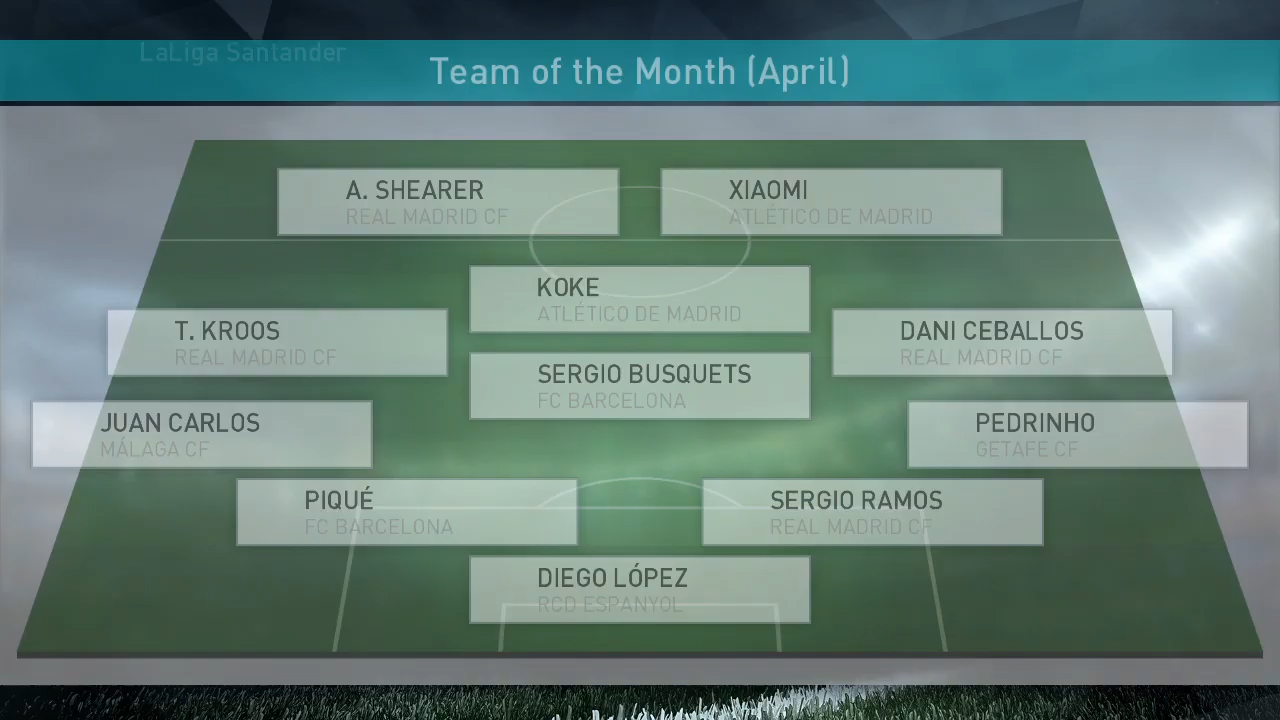 LaLiga Santander
Team of the Month (April)
A. SHEARER
REAL MADRID CF
XIAOMI
ATLÉTICO DE MADRID
KOKE
ATLÉTICO DE MADRID
T. KROOS
REAL MADRID CF
DANI CEBALLOS
REAL MADRID CF
SERGIO BUSQUETS
FC BARCELONA
JUAN CARLOS
MÁLAGA CF
PEDRINHO
GETAFE CF
PIQUÉ
FC BARCELONA
SERGIO RAMOS
REAL MADRID CF
DIEGO LÓPEZ
RCD ESPANYOL